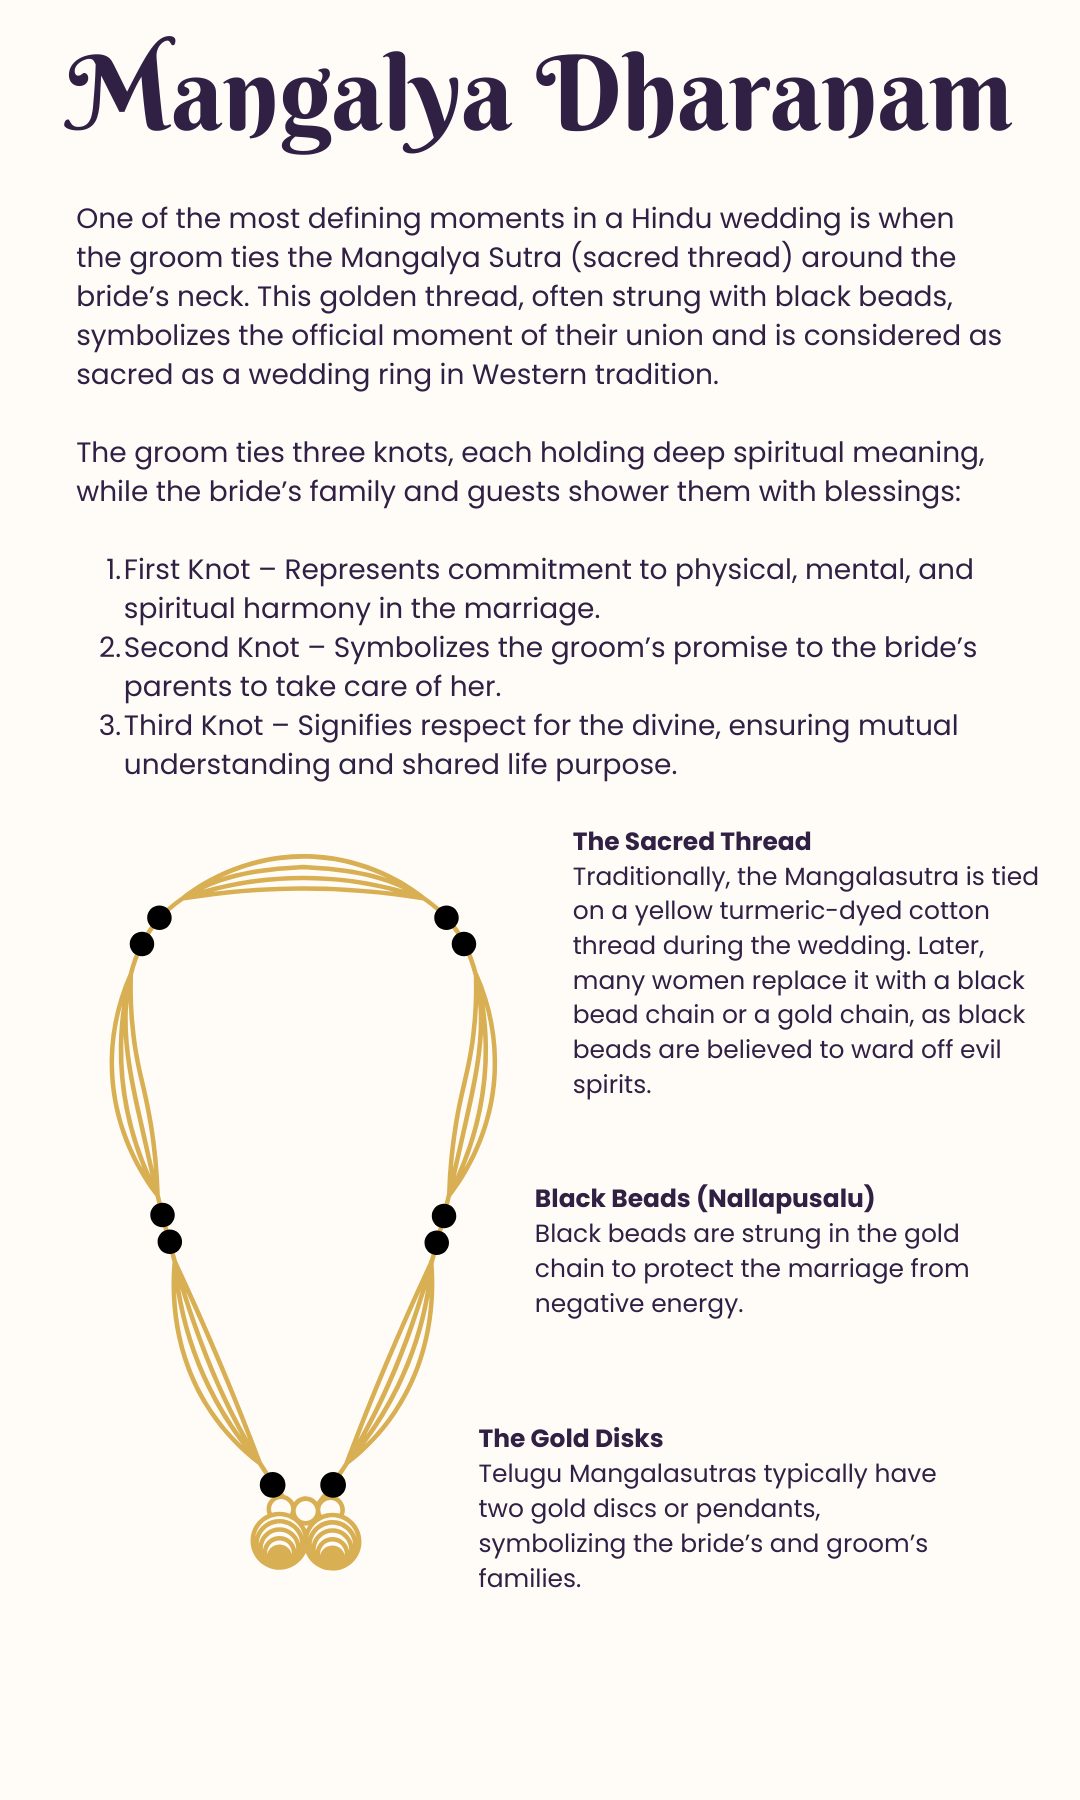 Mangalya Dharanam
One of the most defining moments in a Hindu wedding is when
the groom ties the Mangalya Sutra (sacred thread) around the
bride’s neck. This golden thread, often strung with black beads,
symbolizes the official moment of their union and is considered as
sacred as a wedding ring in Western tradition.
The groom ties three knots, each holding deep spiritual meaning,
while the bride’s family and guests shower them with blessings:
1. First Knot – Represents commitment to physical, mental, and
spiritual harmony in the marriage.
2. Second Knot – Symbolizes the groom’s promise to the bride’s
parents to take care of her.
3. Third Knot – Signifies respect for the divine, ensuring mutual
understanding and shared life purpose.
The Sacred Thread
Traditionally, the Mangalasutra is tied
on a yellow turmeric-dyed cotton
thread during the wedding. Later,
many women replace it with a black
bead chain or a gold chain, as black
beads are believed to ward off evil
spirits.
Black Beads (Nallapusalu)
Black beads are strung in the gold
chain to protect the marriage from
negative energy.
The Gold Disks
Telugu Mangalasutras typically have
two gold discs or pendants,
symbolizing the bride’s and groom’s
families.